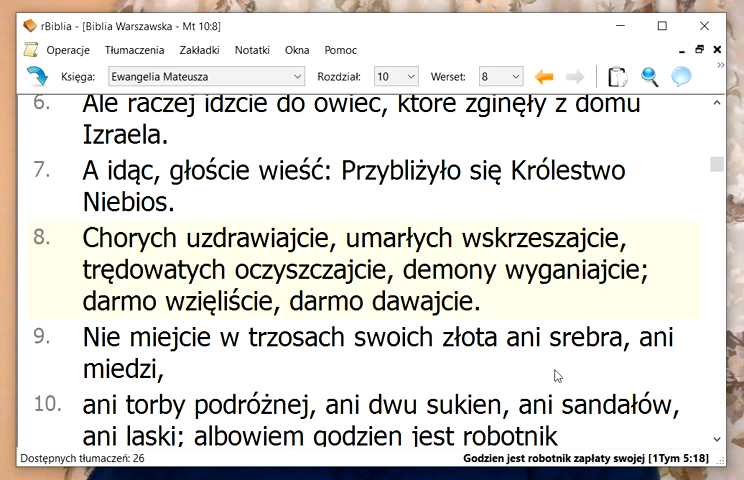 rBiblia - [Biblia Warszawska - Mt 10:8]
Operacje Tłumaczenia Zakładki Notatki Okna Pomoc
Księga: Ewangelia Mateusza Rozdział: 10 Werset: 8
6. Ale raczej idźcie do owiec, które zginęły z domu
Izraela.
7. A idąc, głoście wieść: Przybliżyło się Królestwo
Niebios.
8. Chorych uzdrawiajcie, umarłych wskrzeszajcie,
trędowatych oczyszczajcie, demony wyganiajcie;
darmo wzięliście, darmo dawajcie.
9. Nie miejcie w trzosach swoich złota ani srebra, ani
miedzi,
10. ani torby podróżnej, ani dwu sukien, ani sandałów,
ani laski; albowiem godzien jest robotnik
Dostępnych tłumaczeń: 26 Godzien jest robotnik zapłaty swojej [1Tym 5:18]